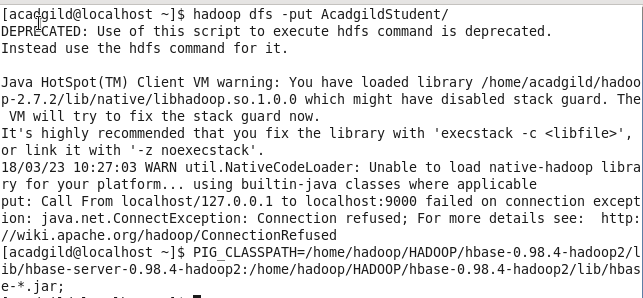 [acadgild@localhost ~]$ hadoop dfs -put AcadgildStudent/
DEPRECATED: Use of this script to execute hdfs command is deprecated.
Instead use the hdfs command for it.

Java HotSpot(TM) Client VM warning: You have loaded library /home/acadgild/hadoo
p-2.7.2/lib/native/libhadoop.so.1.0.0 which might have disabled stack guard. The
 VM will try to fix the stack guard now.
It's highly recommended that you fix the library with 'execstack -c <libfile>',
or link it with '-z noexecstack'.
18/03/23 10:27:03 WARN util.NativeCodeLoader: Unable to load native-hadoop libra
ry for your platform... using builtin-java classes where applicable
put: Call From localhost/127.0.0.1 to localhost:9000 failed on connection except
ion: java.net.ConnectException: Connection refused; For more details see:  http:
//wiki.apache.org/hadoop/ConnectionRefused
[acadgild@localhost ~]$ PIG_CLASSPATH=/home/hadoop/HADOOP/hbase-0.98.4-hadoop2/l
ib/hbase-server-0.98.4-hadoop2:/home/hadoop/HADOOP/hbase-0.98.4-hadoop2/lib/hbas
e-*.jar;